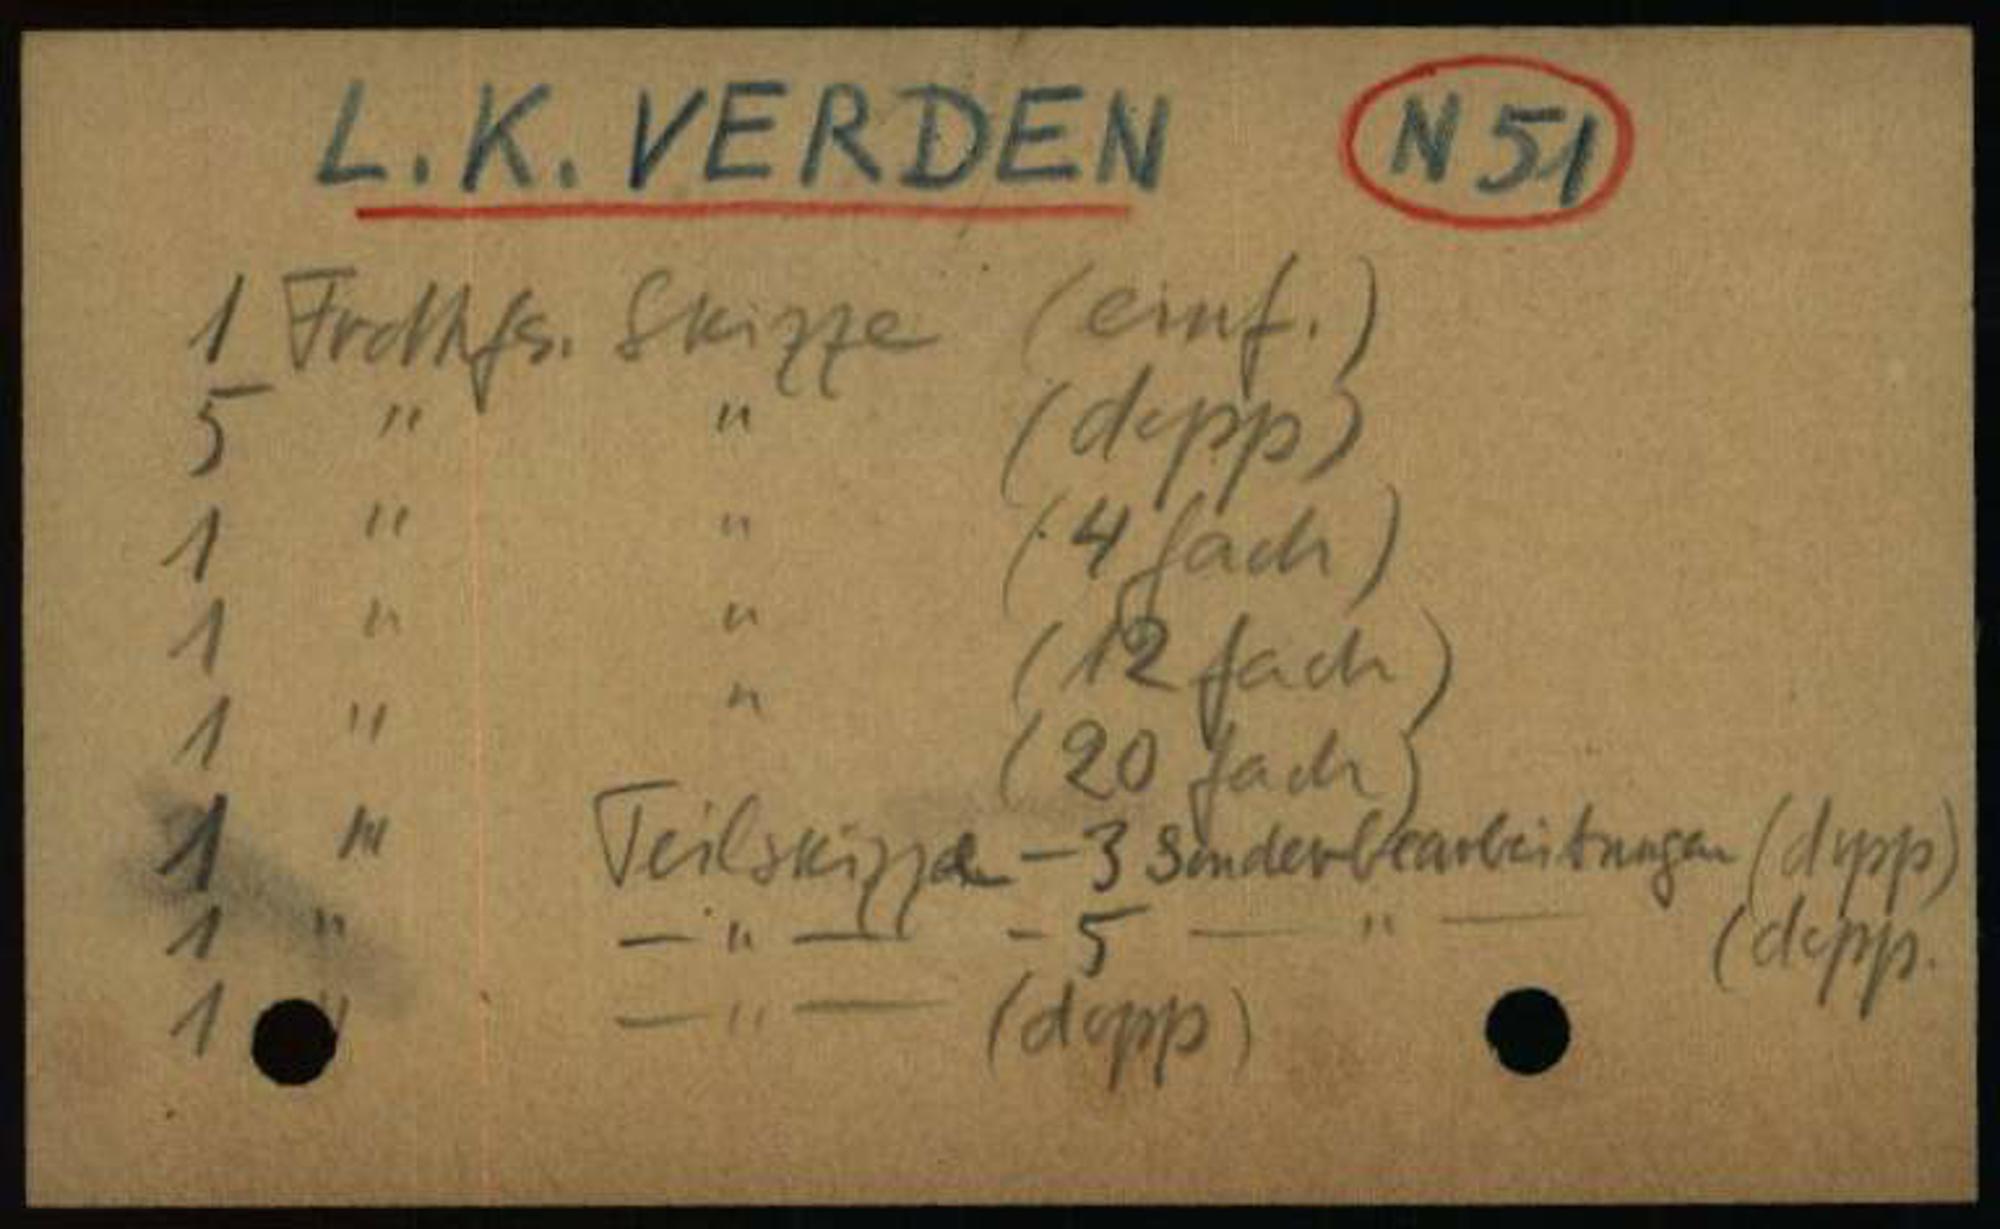 L.K. VERDEN N 51
1 Frdhfs. Skizze (einf.)
5 " " (dopp)
1 " " (4 fach)
1 " " (12 fach)
1 " " (20 fach)
1 " Teilskizze - 3 Sonderbearbeitungen (dopp)
1 " — " — - 5 — " — (dopp.
1 " — " — (dopp)